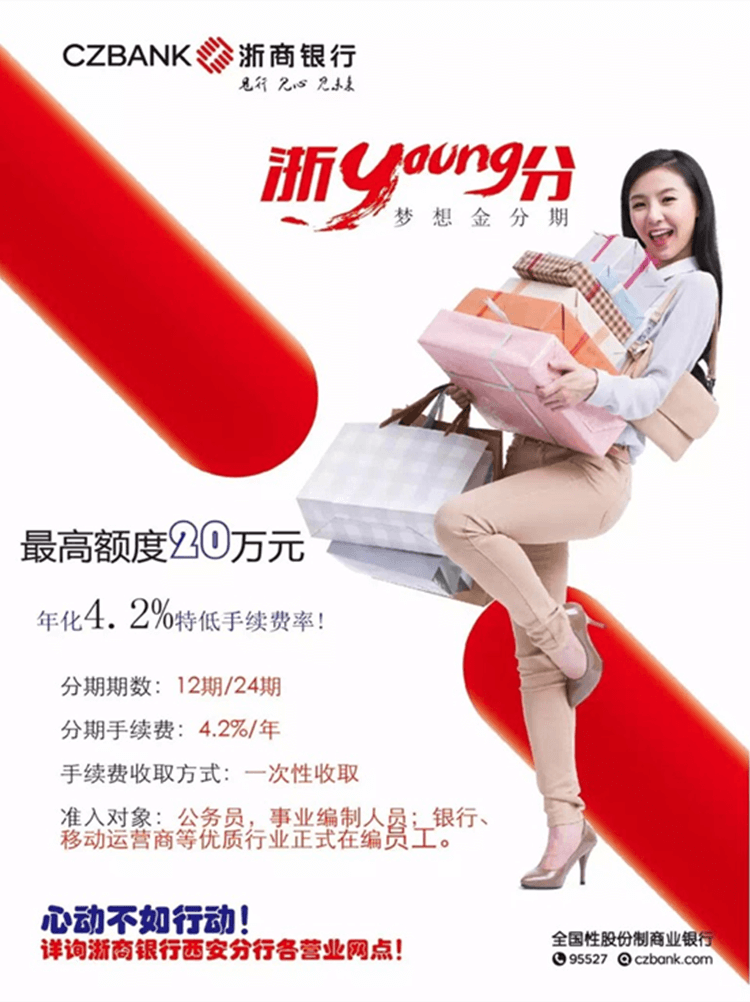 CZBANK 浙商银行
见行 见心 见未来
浙young分
梦想金分期
最高额度20万元
年化4.2%特低手续费率!
分期期数：12期/24期
分期手续费：4.2%/年
手续费收取方式：一次性收取
准入对象：公务员，事业编制人员；银行、
移动运营商等优质行业正式在编员工。
心动不如行动!
详询浙商银行西安分行各营业网点!
全国性股份制商业银行
95527 czbank.com